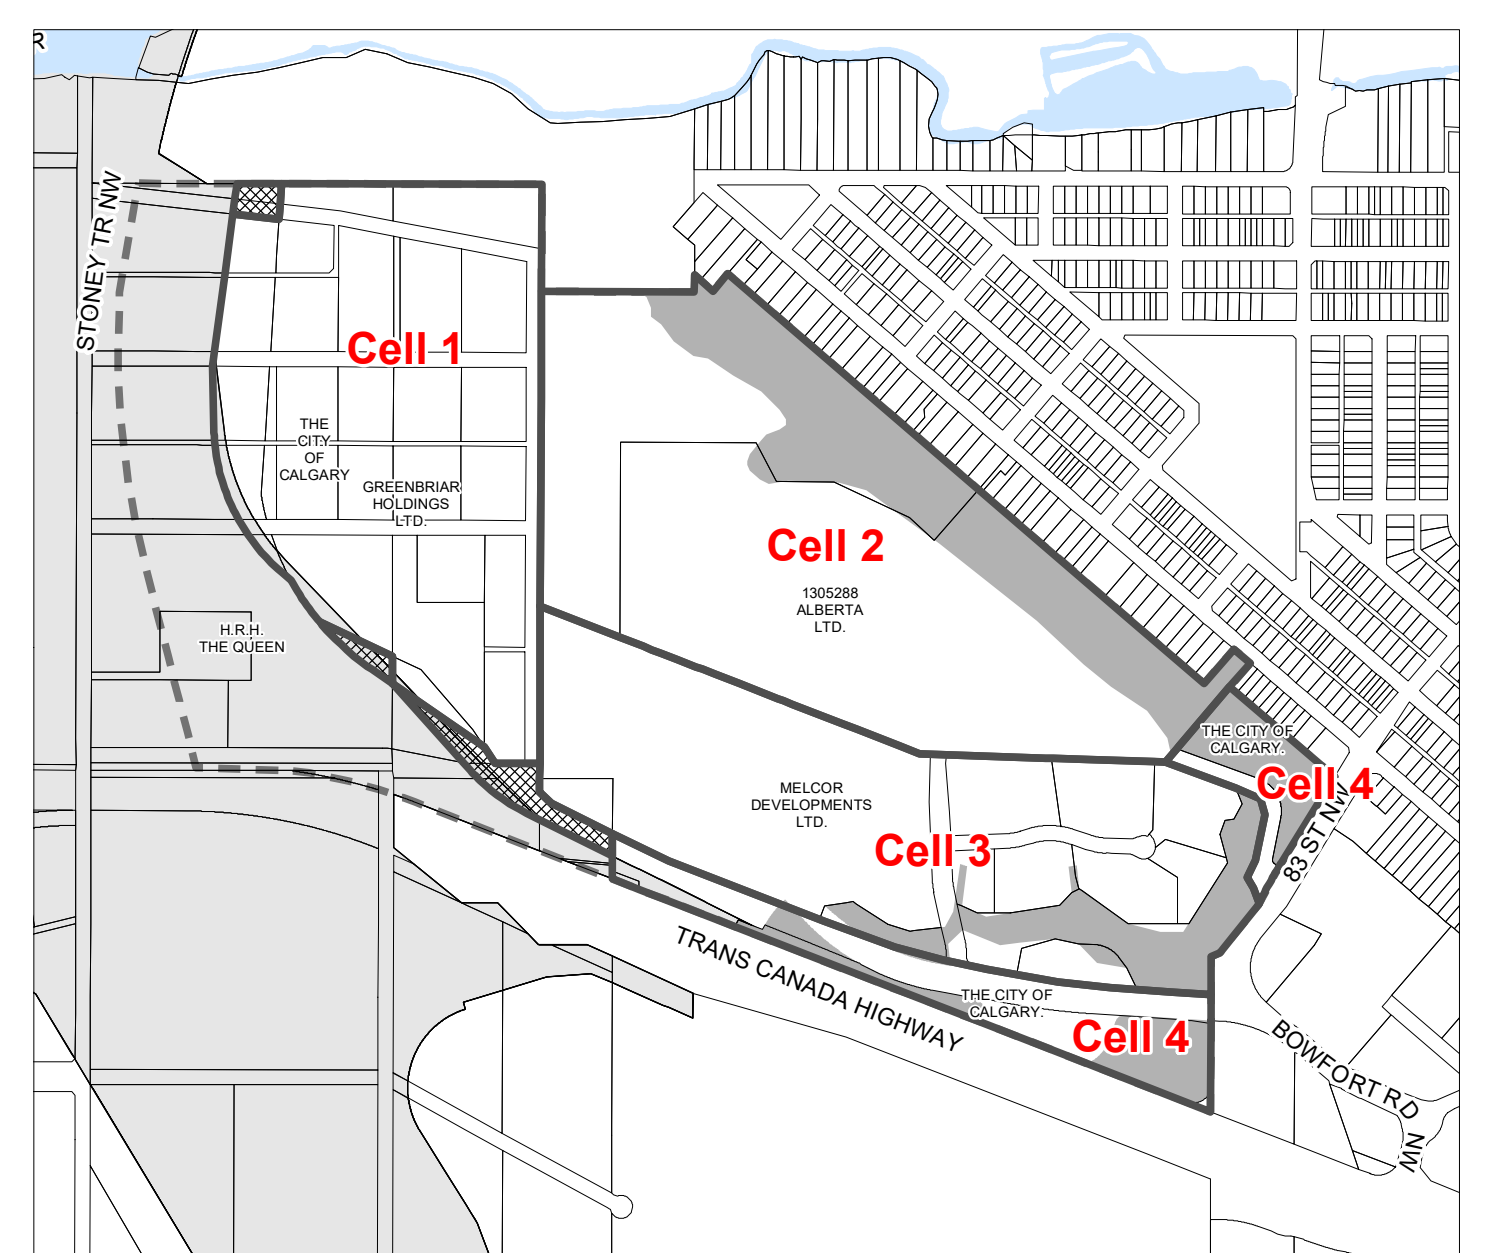 R
STONEY TR NW
Cell 1
THE
CITY
OF
CALGARY
GREENBRIAR
HOLDINGS
LTD.
Cell 2
1305288
ALBERTA
LTD.
H.R.H.
THE QUEEN
THE CITY OF
CALGARY.
Cell 4
83 ST NW
MELCOR
DEVELOPMENTS
LTD.
Cell 3
TRANS CANADA HIGHWAY
THE CITY OF
CALGARY.
Cell 4
BOWFORT RD
NW